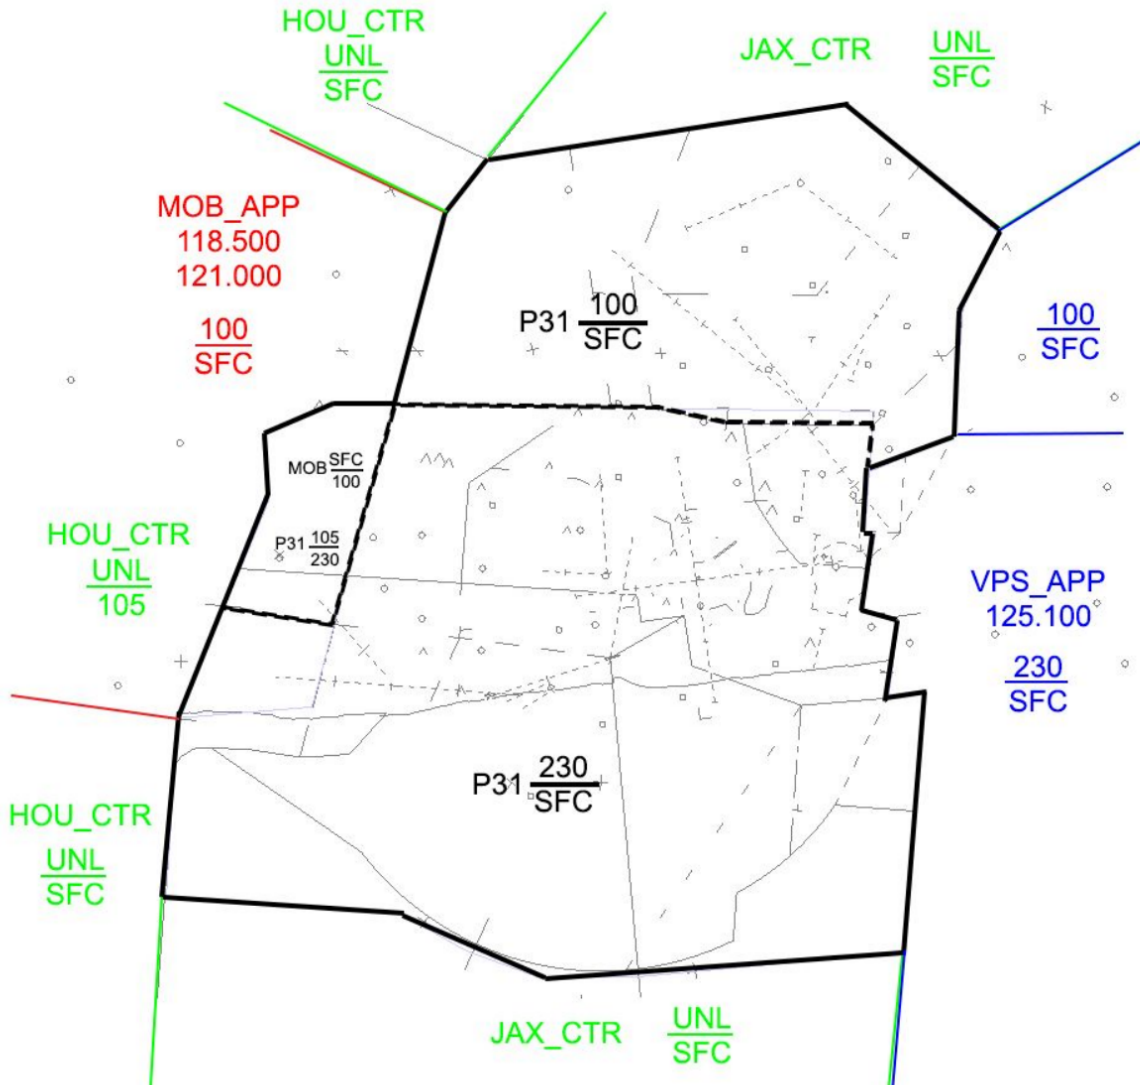 HOU_CTR
UNL
SFC
JAX_CTR
UNL
SFC
MOB_APP
118.500
121.000
100
SFC
P31
100
SFC
100
SFC
MOB
SFC
100
P31
105
230
HOU_CTR
UNL
105
VPS_APP
125.100
230
SFC
P31
230
SFC
HOU_CTR
UNL
SFC
JAX_CTR
UNL
SFC